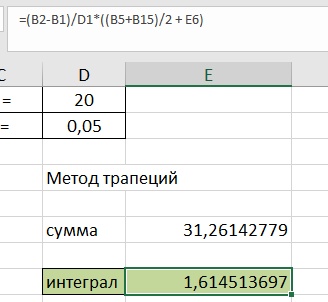 =(B2-B1)/D1*((B5+B15)/2 + E6)
C D E
= 20
= 0,05
Метод трапеций
сумма 31,26142779
интеграл 1,614513697